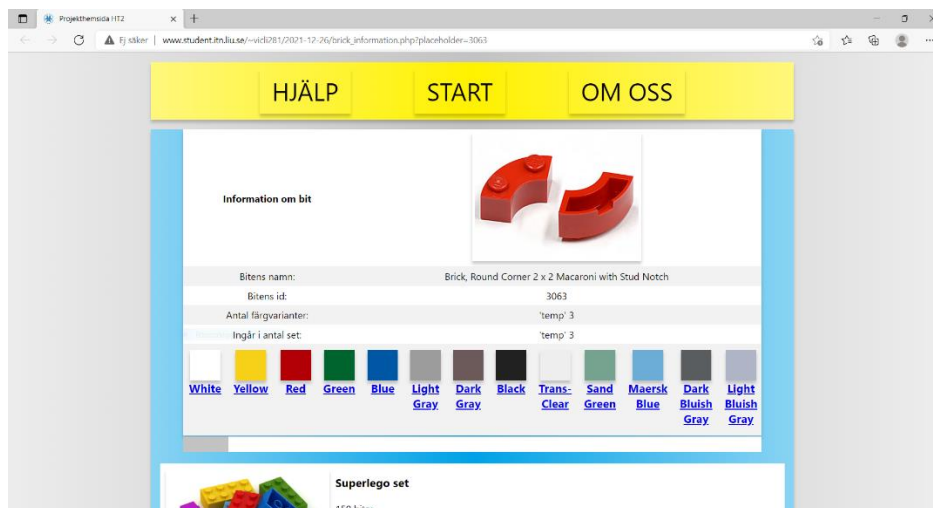 Projekthemsida HT2
Ej säker | www.student.itn.liu.se/~vicli281/2021-12-26/brick_information.php?placeholder=3063
HJÄLP START OM OSS
Information om bit
Bitens namn: Brick, Round Corner 2 x 2 Macaroni with Stud Notch
Bitens id: 3063
Antal färgvarianter: 'temp' 3
Ingår i antal set: 'temp' 3
White Yellow Red Green Blue Light Gray Dark Gray Black Trans-Clear Sand Green Maersk Blue Dark Bluish Gray Light Bluish Gray
Superlego set